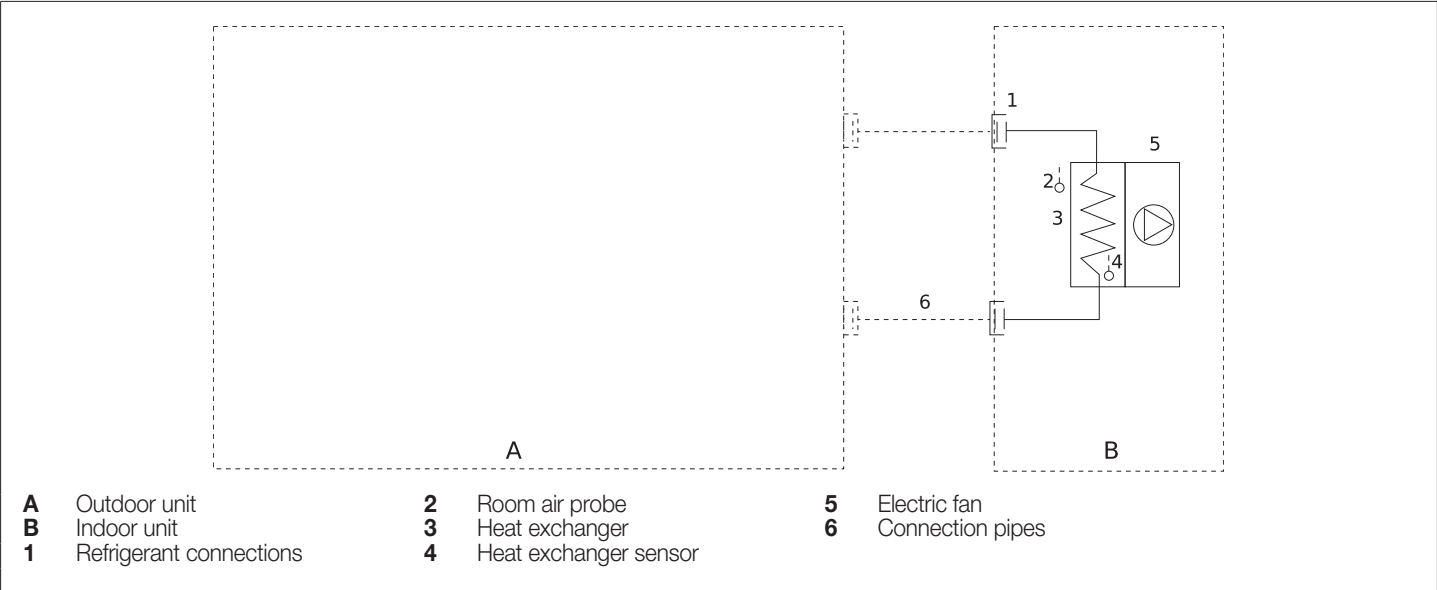 1
5
2
3
4
6
A
B
A Outdoor unit
B Indoor unit
1 Refrigerant connections
2 Room air probe
3 Heat exchanger
4 Heat exchanger sensor
5 Electric fan
6 Connection pipes